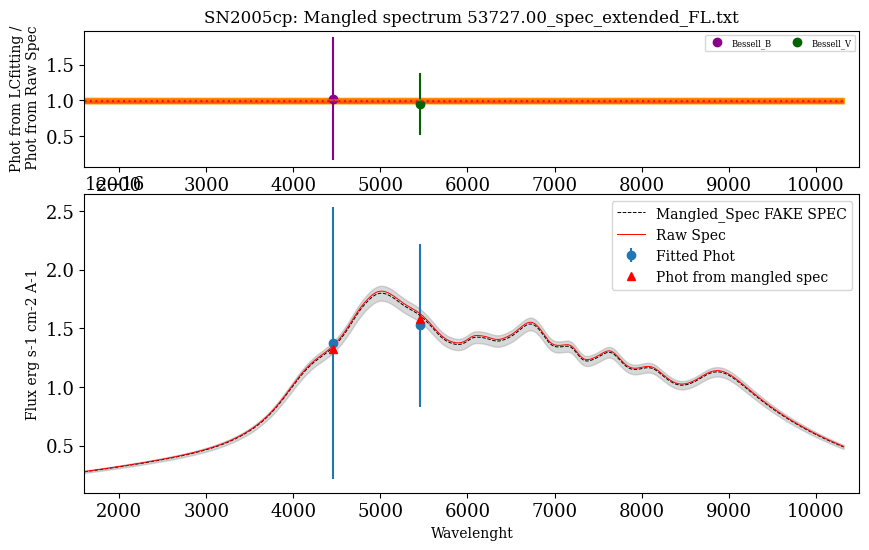 SN2005cp: Mangled spectrum 53727.00_spec_extended_FL.txt
Phot from LCfitting /
Phot from Raw Spec
1.5
1.0
0.5
Bessell_B
Bessell_V
2000 3000 4000 5000 6000 7000 8000 9000 10000
1e−16
2.5
2.0
1.5
1.0
0.5
Flux erg s-1 cm-2 A-1
Mangled_Spec FAKE SPEC
Raw Spec
Fitted Phot
Phot from mangled spec
2000 3000 4000 5000 6000 7000 8000 9000 10000
Wavelenght